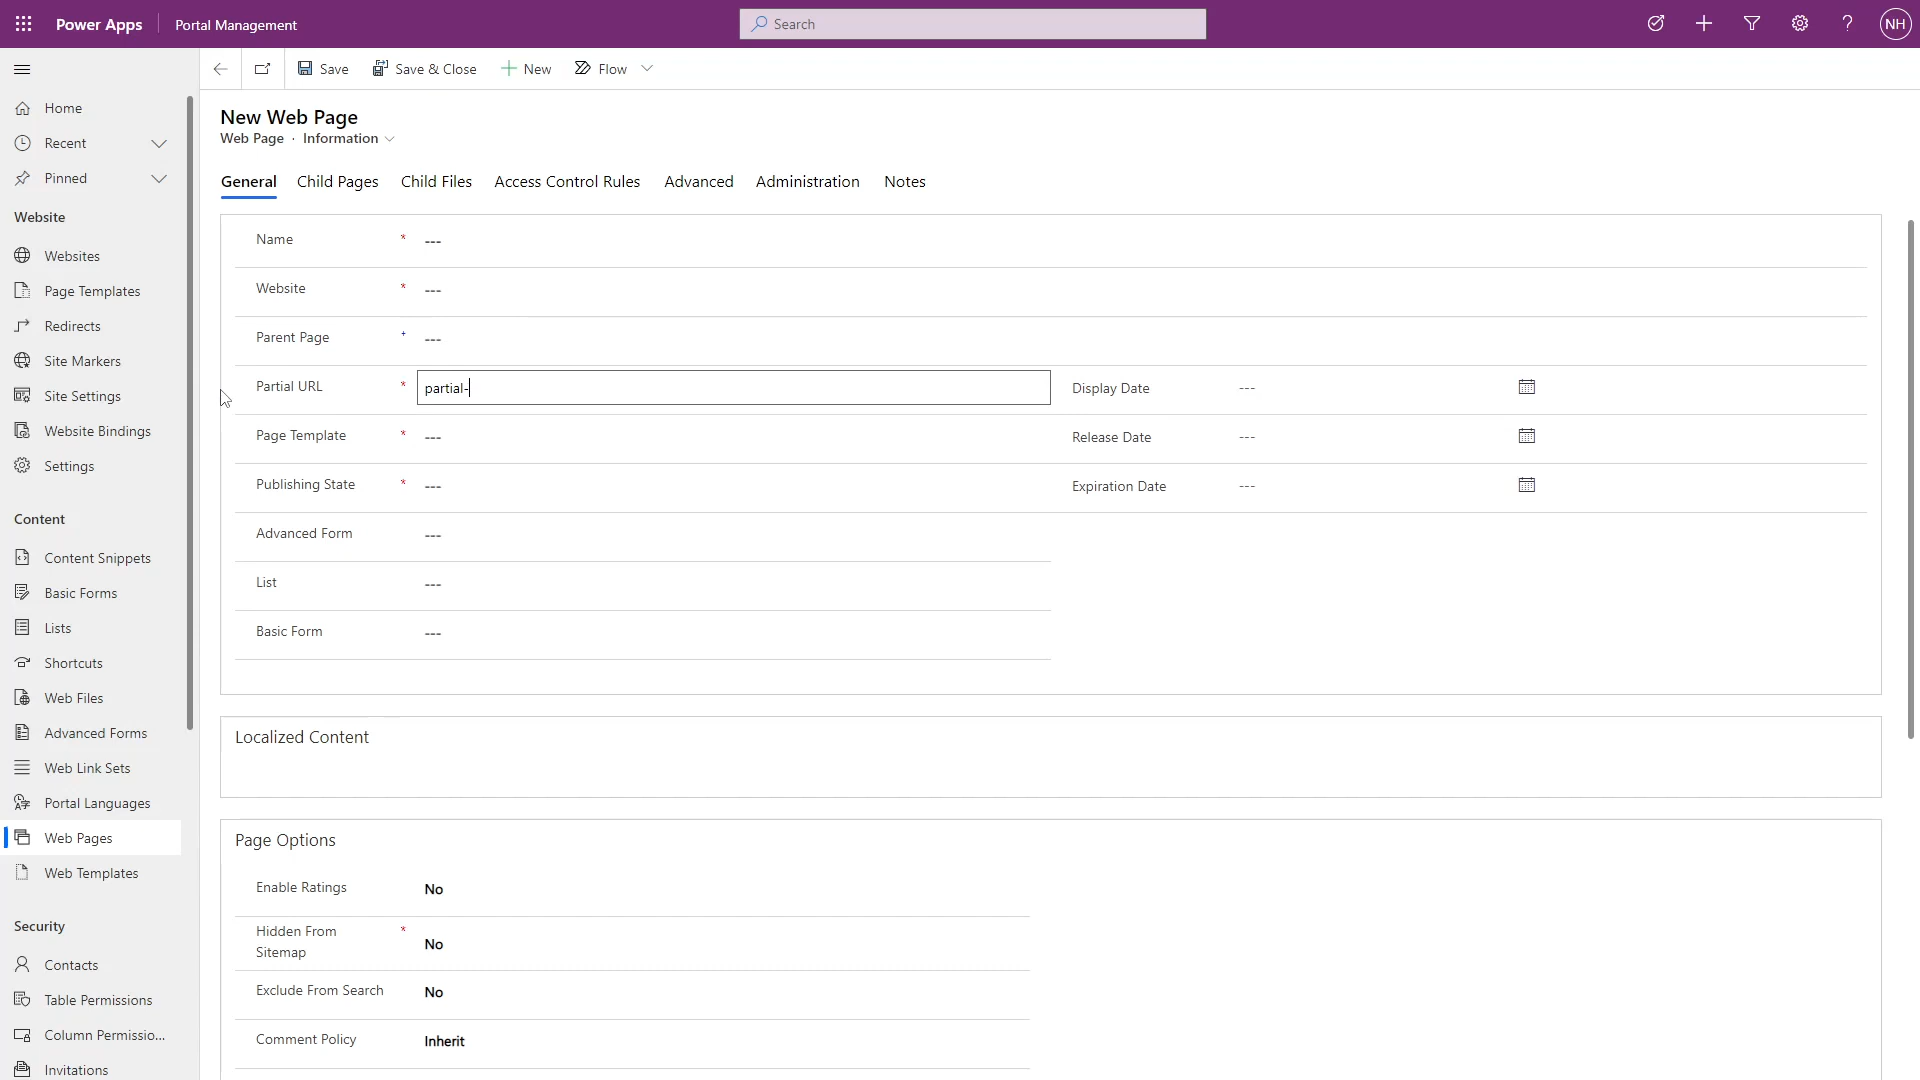 Power Apps
Portal Management
Search
NH
Save
Save & Close
New
Flow
Home
Recent
Pinned
Website
Websites
Page Templates
Redirects
Site Markers
Site Settings
Website Bindings
Settings
Content
Content Snippets
Basic Forms
Lists
Shortcuts
Web Files
Advanced Forms
Web Link Sets
Portal Languages
Web Pages
Web Templates
Security
Contacts
Table Permissions
Column Permissio...
Invitations
New Web Page
Web Page · Information
General
Child Pages
Child Files
Access Control Rules
Advanced
Administration
Notes
Name * ---
Website * ---
Parent Page + ---
Partial URL * partial-
Display Date ---
Page Template * ---
Release Date ---
Publishing State * ---
Expiration Date ---
Advanced Form ---
List ---
Basic Form ---
Localized Content
Page Options
Enable Ratings No
Hidden From
Sitemap * No
Exclude From Search No
Comment Policy Inherit